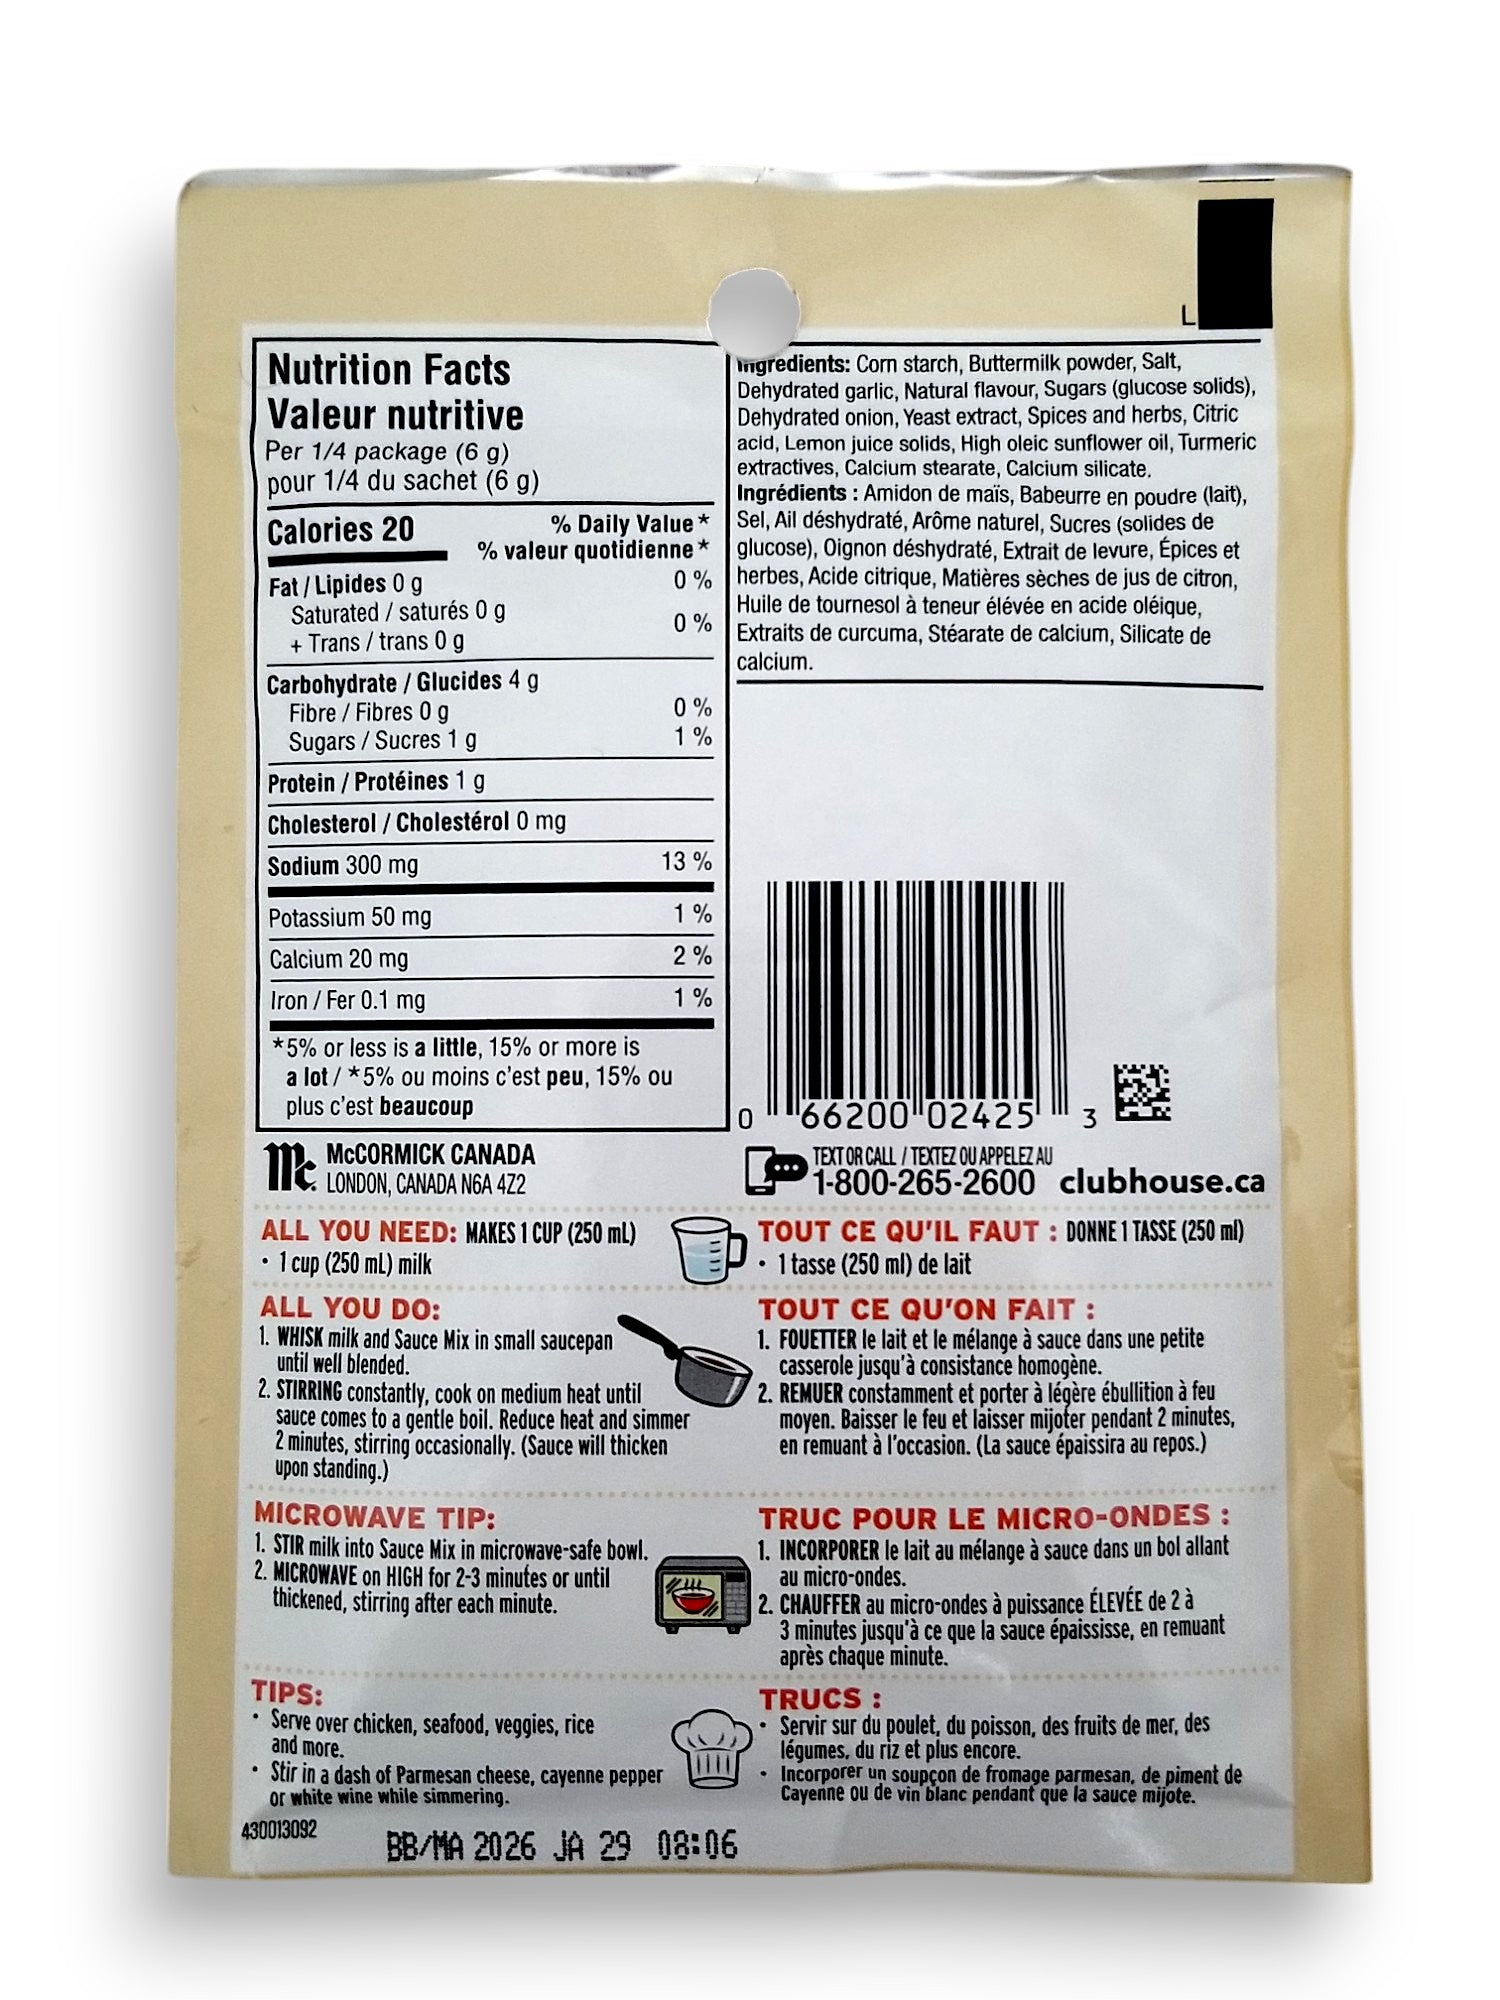 L
Nutrition Facts
Valeur nutritive
Per 1/4 package (6 g)
pour 1/4 du sachet (6 g)
Calories 20
% Daily Value*
% valeur quotidienne*
Fat / Lipides 0 g 0 %
Saturated / saturés 0 g
+ Trans / trans 0 g 0 %
Carbohydrate / Glucides 4 g
Fibre / Fibres 0 g 0 %
Sugars / Sucres 1 g 1 %
Protein / Protéines 1 g
Cholesterol / Cholestérol 0 mg
Sodium 300 mg 13 %
Potassium 50 mg 1 %
Calcium 20 mg 2 %
Iron / Fer 0.1 mg 1 %
*5% or less is a little, 15% or more is
a lot / *5% ou moins c'est peu, 15% ou
plus c'est beaucoup
Ingredients: Corn starch, Buttermilk powder, Salt,
Dehydrated garlic, Natural flavour, Sugars (glucose solids),
Dehydrated onion, Yeast extract, Spices and herbs, Citric
acid, Lemon juice solids, High oleic sunflower oil, Turmeric
extractives, Calcium stearate, Calcium silicate.
Ingrédients : Amidon de maïs, Babeurre en poudre (lait),
Sel, Ail déshydraté, Arôme naturel, Sucres (solides de
glucose), Oignon déshydraté, Extrait de levure, Épices et
herbes, Acide citrique, Matières sèches de jus de citron,
Huile de tournesol à teneur élévée en acide oléique,
Extraits de curcuma, Stéarate de calcium, Silicate de
calcium.
0 66200 02425 3
Mc McCORMICK CANADA
LONDON, CANADA N6A 4Z2
TEXT OR CALL / TEXTEZ OU APPELEZ AU
1-800-265-2600 clubhouse.ca
ALL YOU NEED: MAKES 1 CUP (250 mL)
• 1 cup (250 mL) milk
ALL YOU DO:
1. WHISK milk and Sauce Mix in small saucepan
until well blended.
2. STIRRING constantly, cook on medium heat until
sauce comes to a gentle boil. Reduce heat and simmer
2 minutes, stirring occasionally. (Sauce will thicken
upon standing.)
MICROWAVE TIP:
1. STIR milk into Sauce Mix in microwave-safe bowl.
2. MICROWAVE on HIGH for 2-3 minutes or until
thickened, stirring after each minute.
TIPS:
• Serve over chicken, seafood, veggies, rice
and more.
• Stir in a dash of Parmesan cheese, cayenne pepper
or white wine while simmering.
TOUT CE QU'IL FAUT : DONNE 1 TASSE (250 ml)
• 1 tasse (250 ml) de lait
TOUT CE QU'ON FAIT :
1. FOUETTER le lait et le mélange à sauce dans une petite
casserole jusqu'à consistance homogène.
2. REMUER constamment et porter à légère ébullition à feu
moyen. Baisser le feu et laisser mijoter pendant 2 minutes,
en remuant à l'occasion. (La sauce épaissira au repos.)
TRUC POUR LE MICRO-ONDES :
1. INCORPORER le lait au mélange à sauce dans un bol allant
au micro-ondes.
2. CHAUFFER au micro-ondes à puissance ÉLEVÉE de 2 à
3 minutes jusqu'à ce que la sauce épaississe, en remuant
après chaque minute.
TRUCS :
• Servir sur du poulet, du poisson, des fruits de mer, des
légumes, du riz et plus encore.
• Incorporer un soupçon de fromage parmesan, de piment de
Cayenne ou de vin blanc pendant que la sauce mijote.
430013092
BB/MA 2026 JA 29 08:06